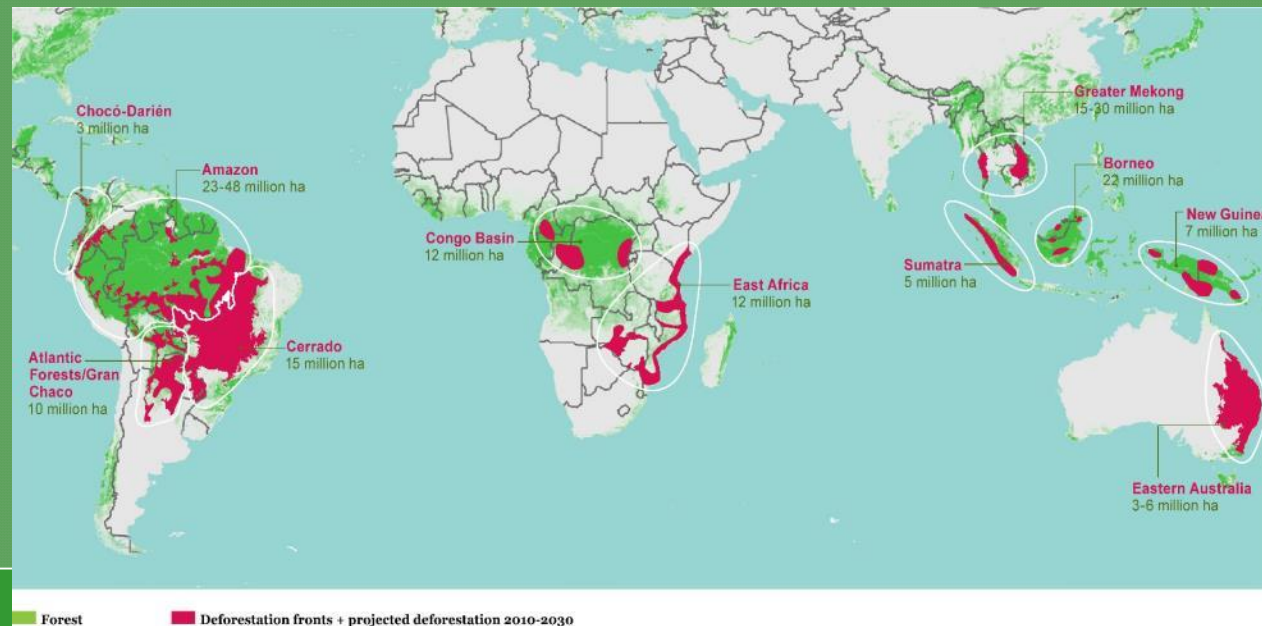 Chocó-Darién
3 million ha
Amazon
23-48 million ha
Atlantic
Forests/Gran
Chaco
10 million ha
Cerrado
15 million ha
Congo Basin
12 million ha
East Africa
12 million ha
Greater Mekong
15-30 million ha
Borneo
22 million ha
New Guine
7 million ha
Sumatra
5 million ha
Eastern Australia
3-6 million ha
Forest
Deforestation fronts + projected deforestation 2010-2030